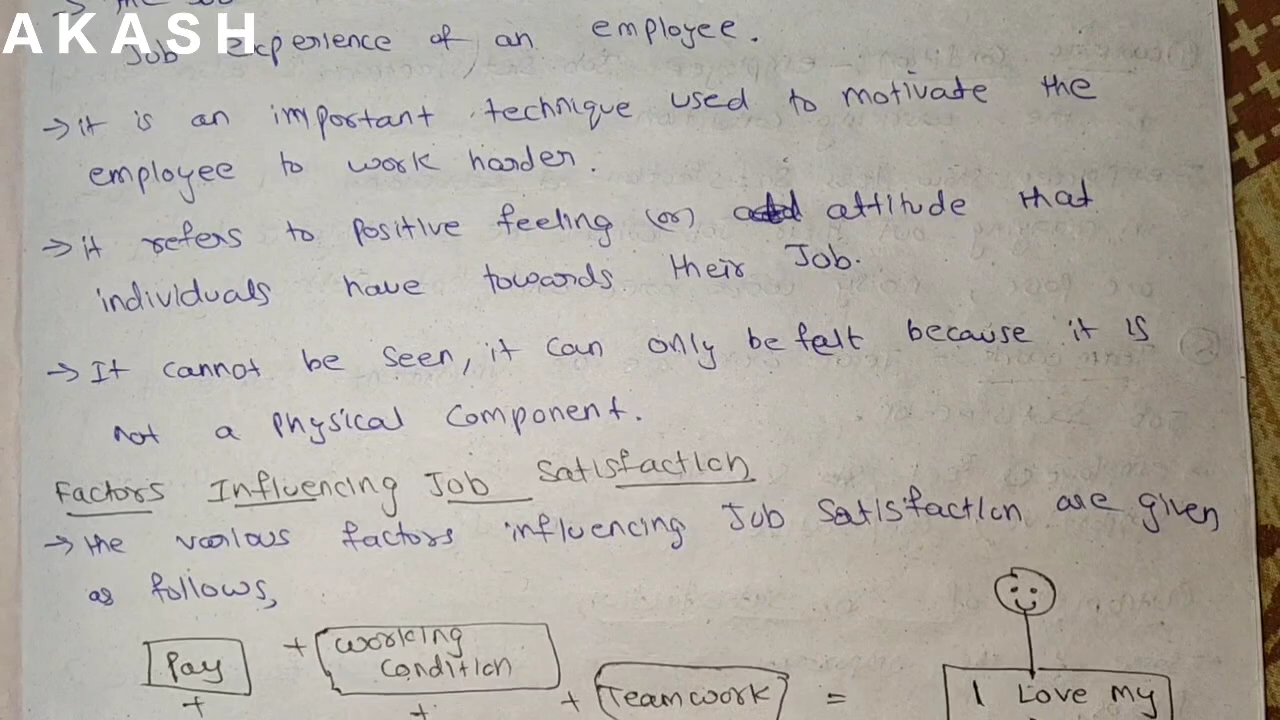 AKASH
Job experience of an employee.
→ it is an important technique used to motivate the
employee to work harder.
→ it refers to positive feeling (or) attitude that
individuals have towards their Job.
→ It cannot be seen, it can only be felt because it is
not a physical component.
Factors Influencing Job Satisfaction
→ the various factors influencing Job Satisfaction are given
as follows,
Pay + Working
Condition
+ Teamwork = I Love My
+ +